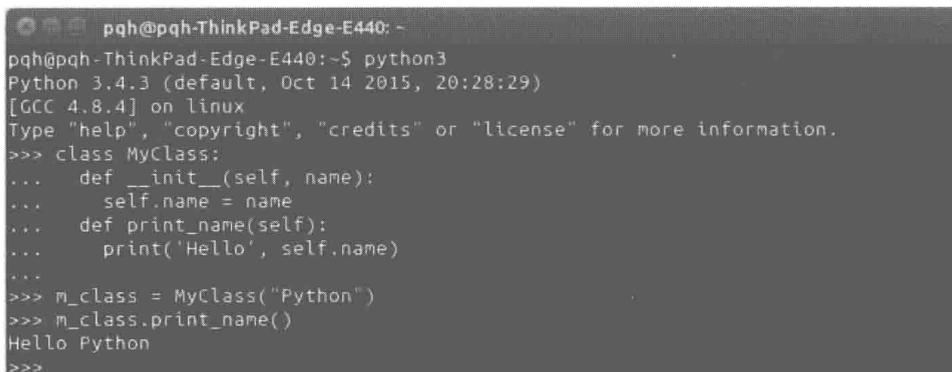 pqh@pqh-ThinkPad-Edge-E440: ~
pqh@pqh-ThinkPad-Edge-E440:~$ python3
Python 3.4.3 (default, Oct 14 2015, 20:28:29)
[GCC 4.8.4] on linux
Type "help", "copyright", "credits" or "license" for more information.
>>> class MyClass:
...   def __init__(self, name):
...     self.name = name
...   def print_name(self):
...     print('Hello', self.name)
...
>>> m_class = MyClass("Python")
>>> m_class.print_name()
Hello Python
>>>